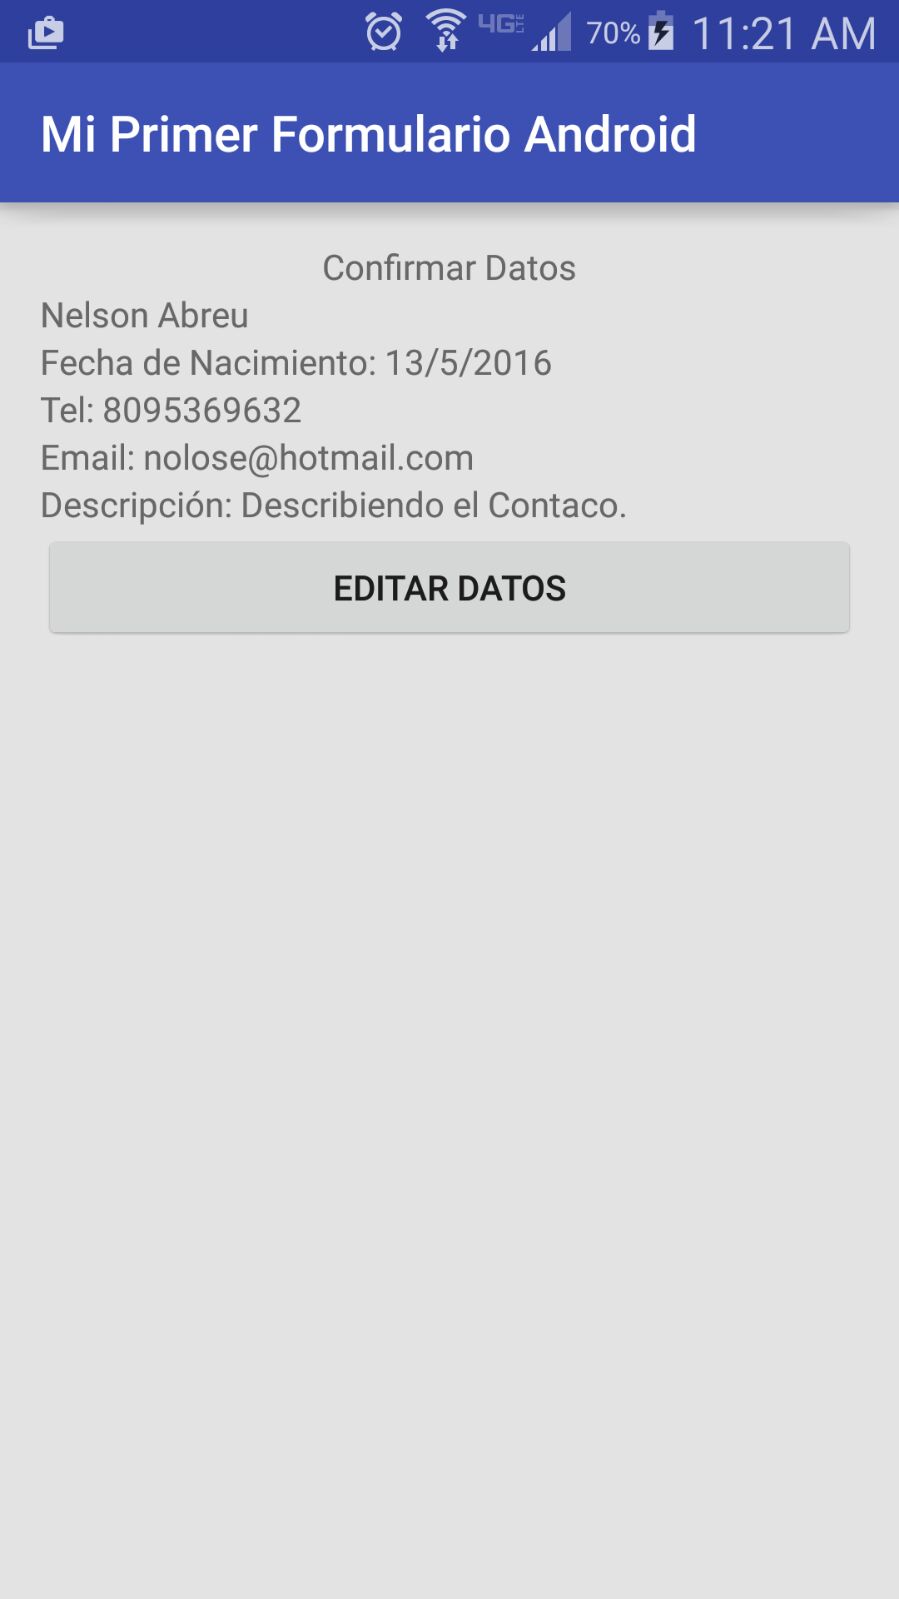 4G LTE 70% 11:21 AM
Mi Primer Formulario Android
Confirmar Datos
Nelson Abreu
Fecha de Nacimiento: 13/5/2016
Tel: 8095369632
Email: nolose@hotmail.com
Descripción: Describiendo el Contaco.
EDITAR DATOS